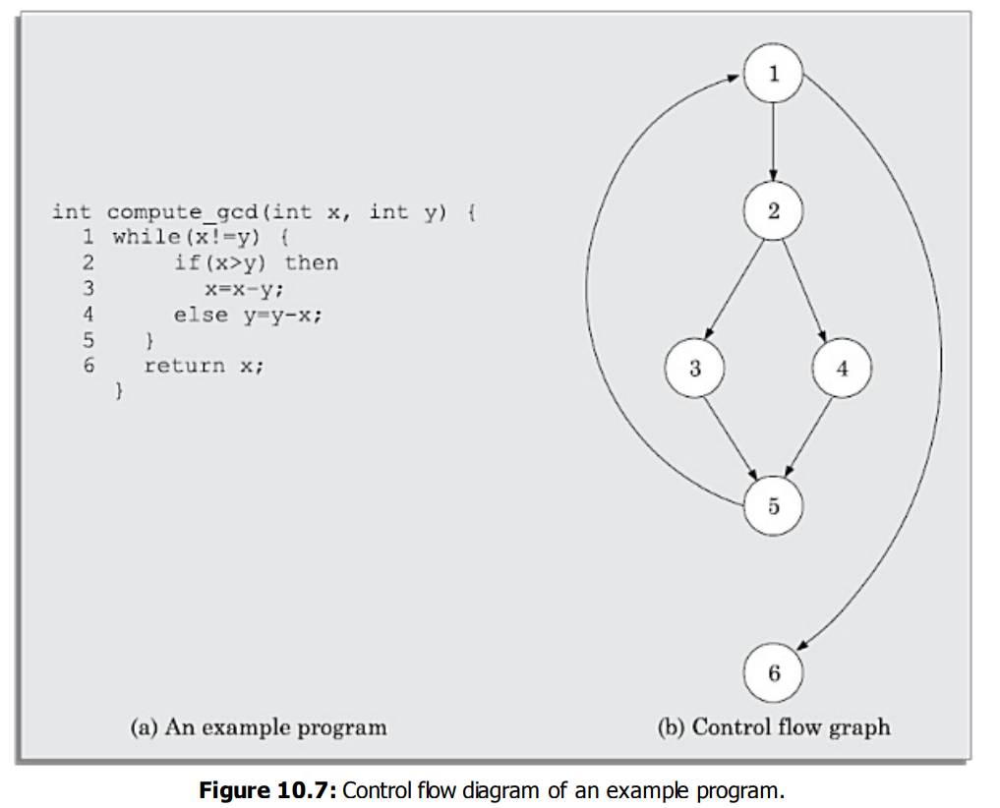 int compute_gcd(int x, int y) {
1 while(x!=y) {
2 if(x>y) then
3 x=x-y;
4 else y=y-x;
5 }
6 return x;
}
1
2
3 4
5
6
(a) An example program
(b) Control flow graph
Figure 10.7: Control flow diagram of an example program.